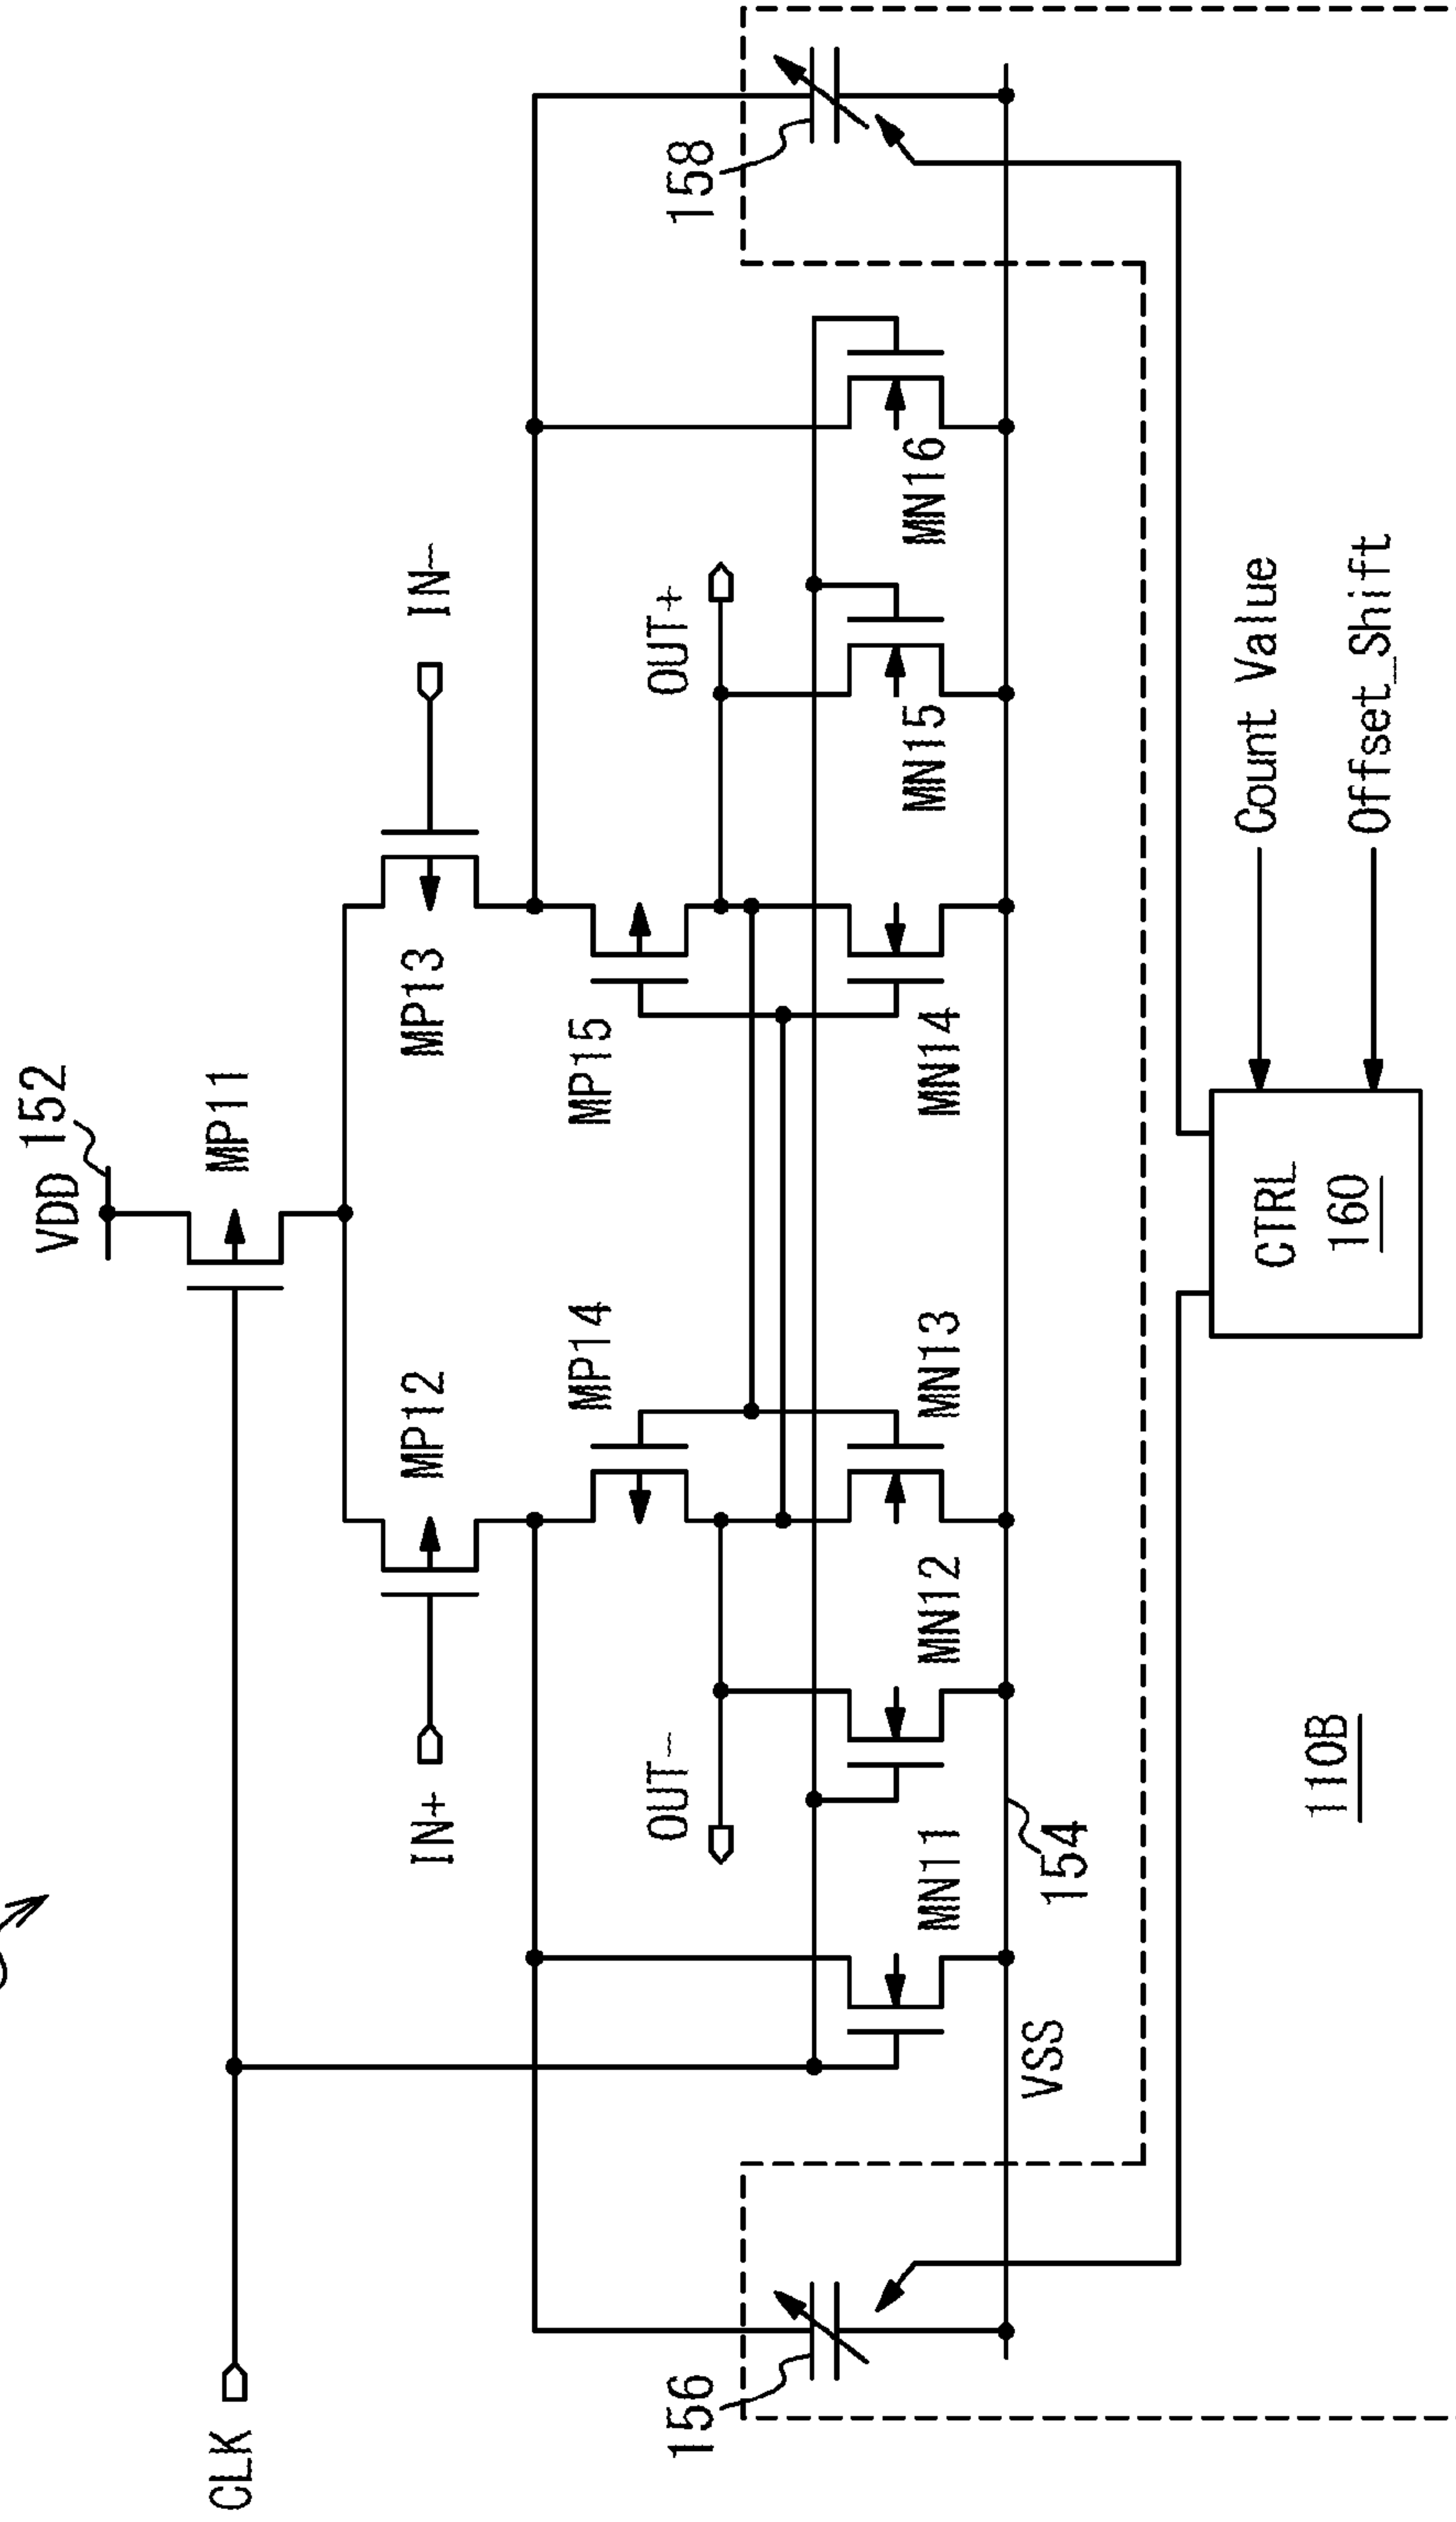 VDD 152
MP11
CLK
IN+
MP12
MP13
IN−
MP14
MP15
OUT−
OUT+
156
158
MN11
MN12
MN13
MN14
MN15
MN16
VSS
154
CTRL
160
Count Value
Offset_Shift
110B